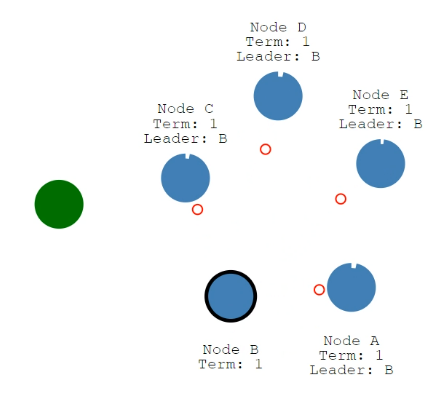 Node D
Term: 1
Leader: B
Node E
Term: 1
Leader: B
Node C
Term: 1
Leader: B
Node B
Term: 1
Node A
Term: 1
Leader: B